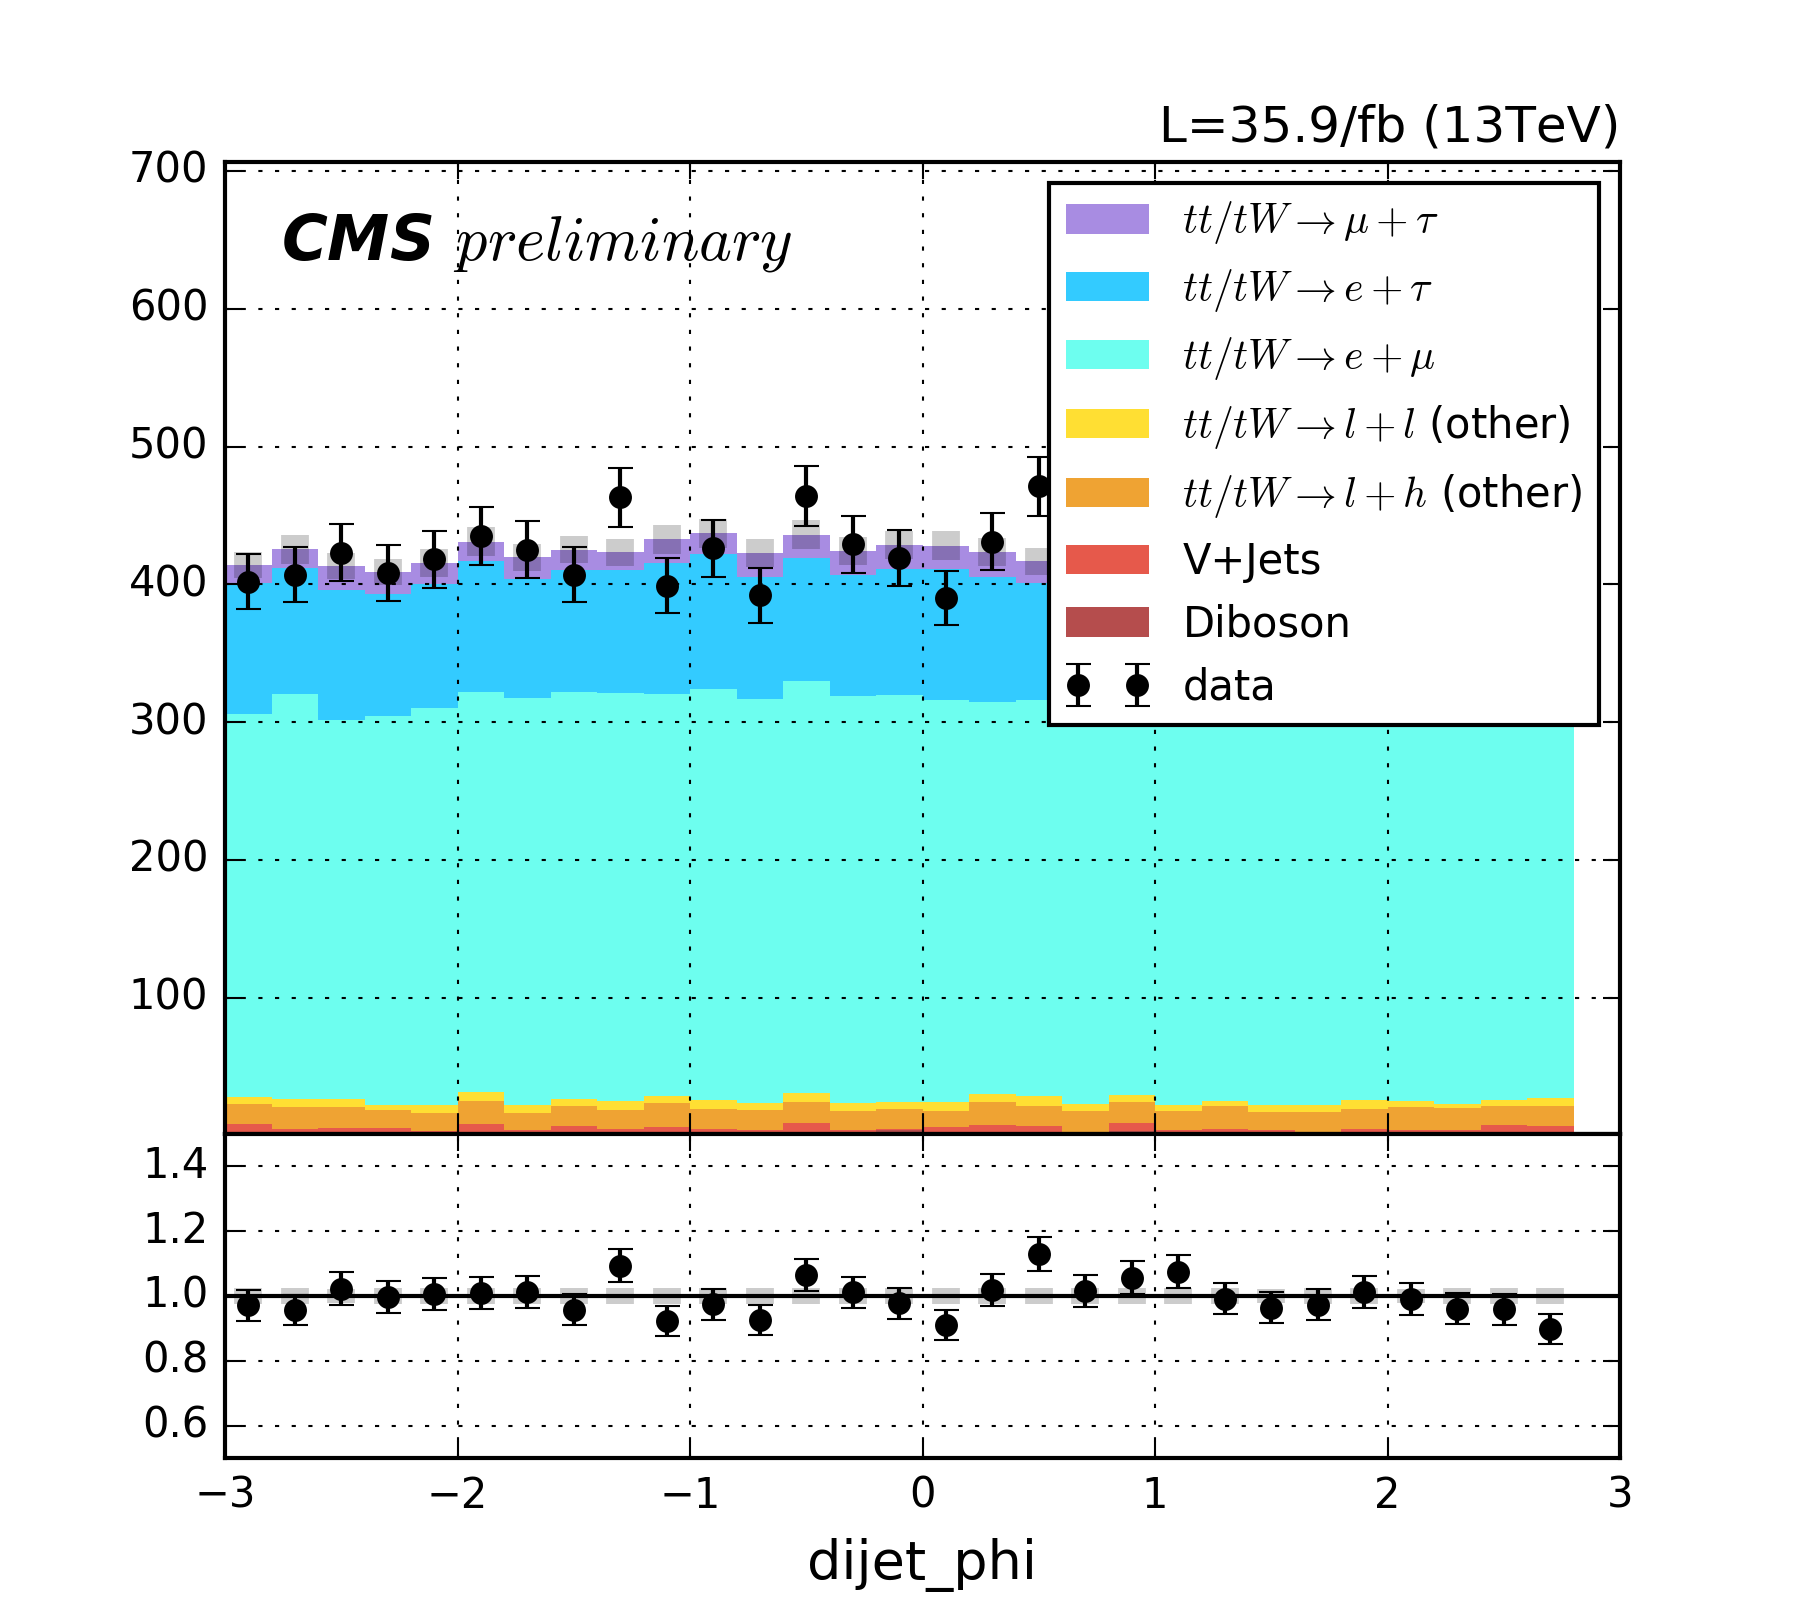 L=35.9/fb (13TeV)
CMS preliminary
700
600
500
400
300
200
100
tt/tW → μ + τ
tt/tW → e + τ
tt/tW → e + μ
tt/tW → l + l (other)
tt/tW → l + h (other)
V+Jets
Diboson
data
1.4
1.2
1.0
0.8
0.6
−3 −2 −1 0 1 2 3
dijet_phi